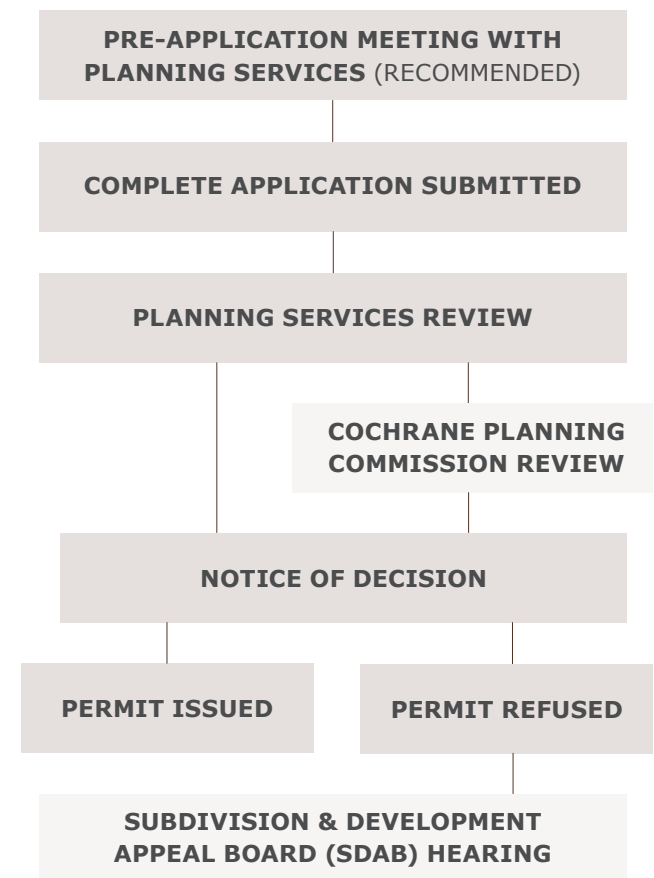 PRE-APPLICATION MEETING WITH
PLANNING SERVICES (RECOMMENDED)
COMPLETE APPLICATION SUBMITTED
PLANNING SERVICES REVIEW
COCHRANE PLANNING
COMMISSION REVIEW
NOTICE OF DECISION
PERMIT ISSUED
PERMIT REFUSED
SUBDIVISION & DEVELOPMENT
APPEAL BOARD (SDAB) HEARING